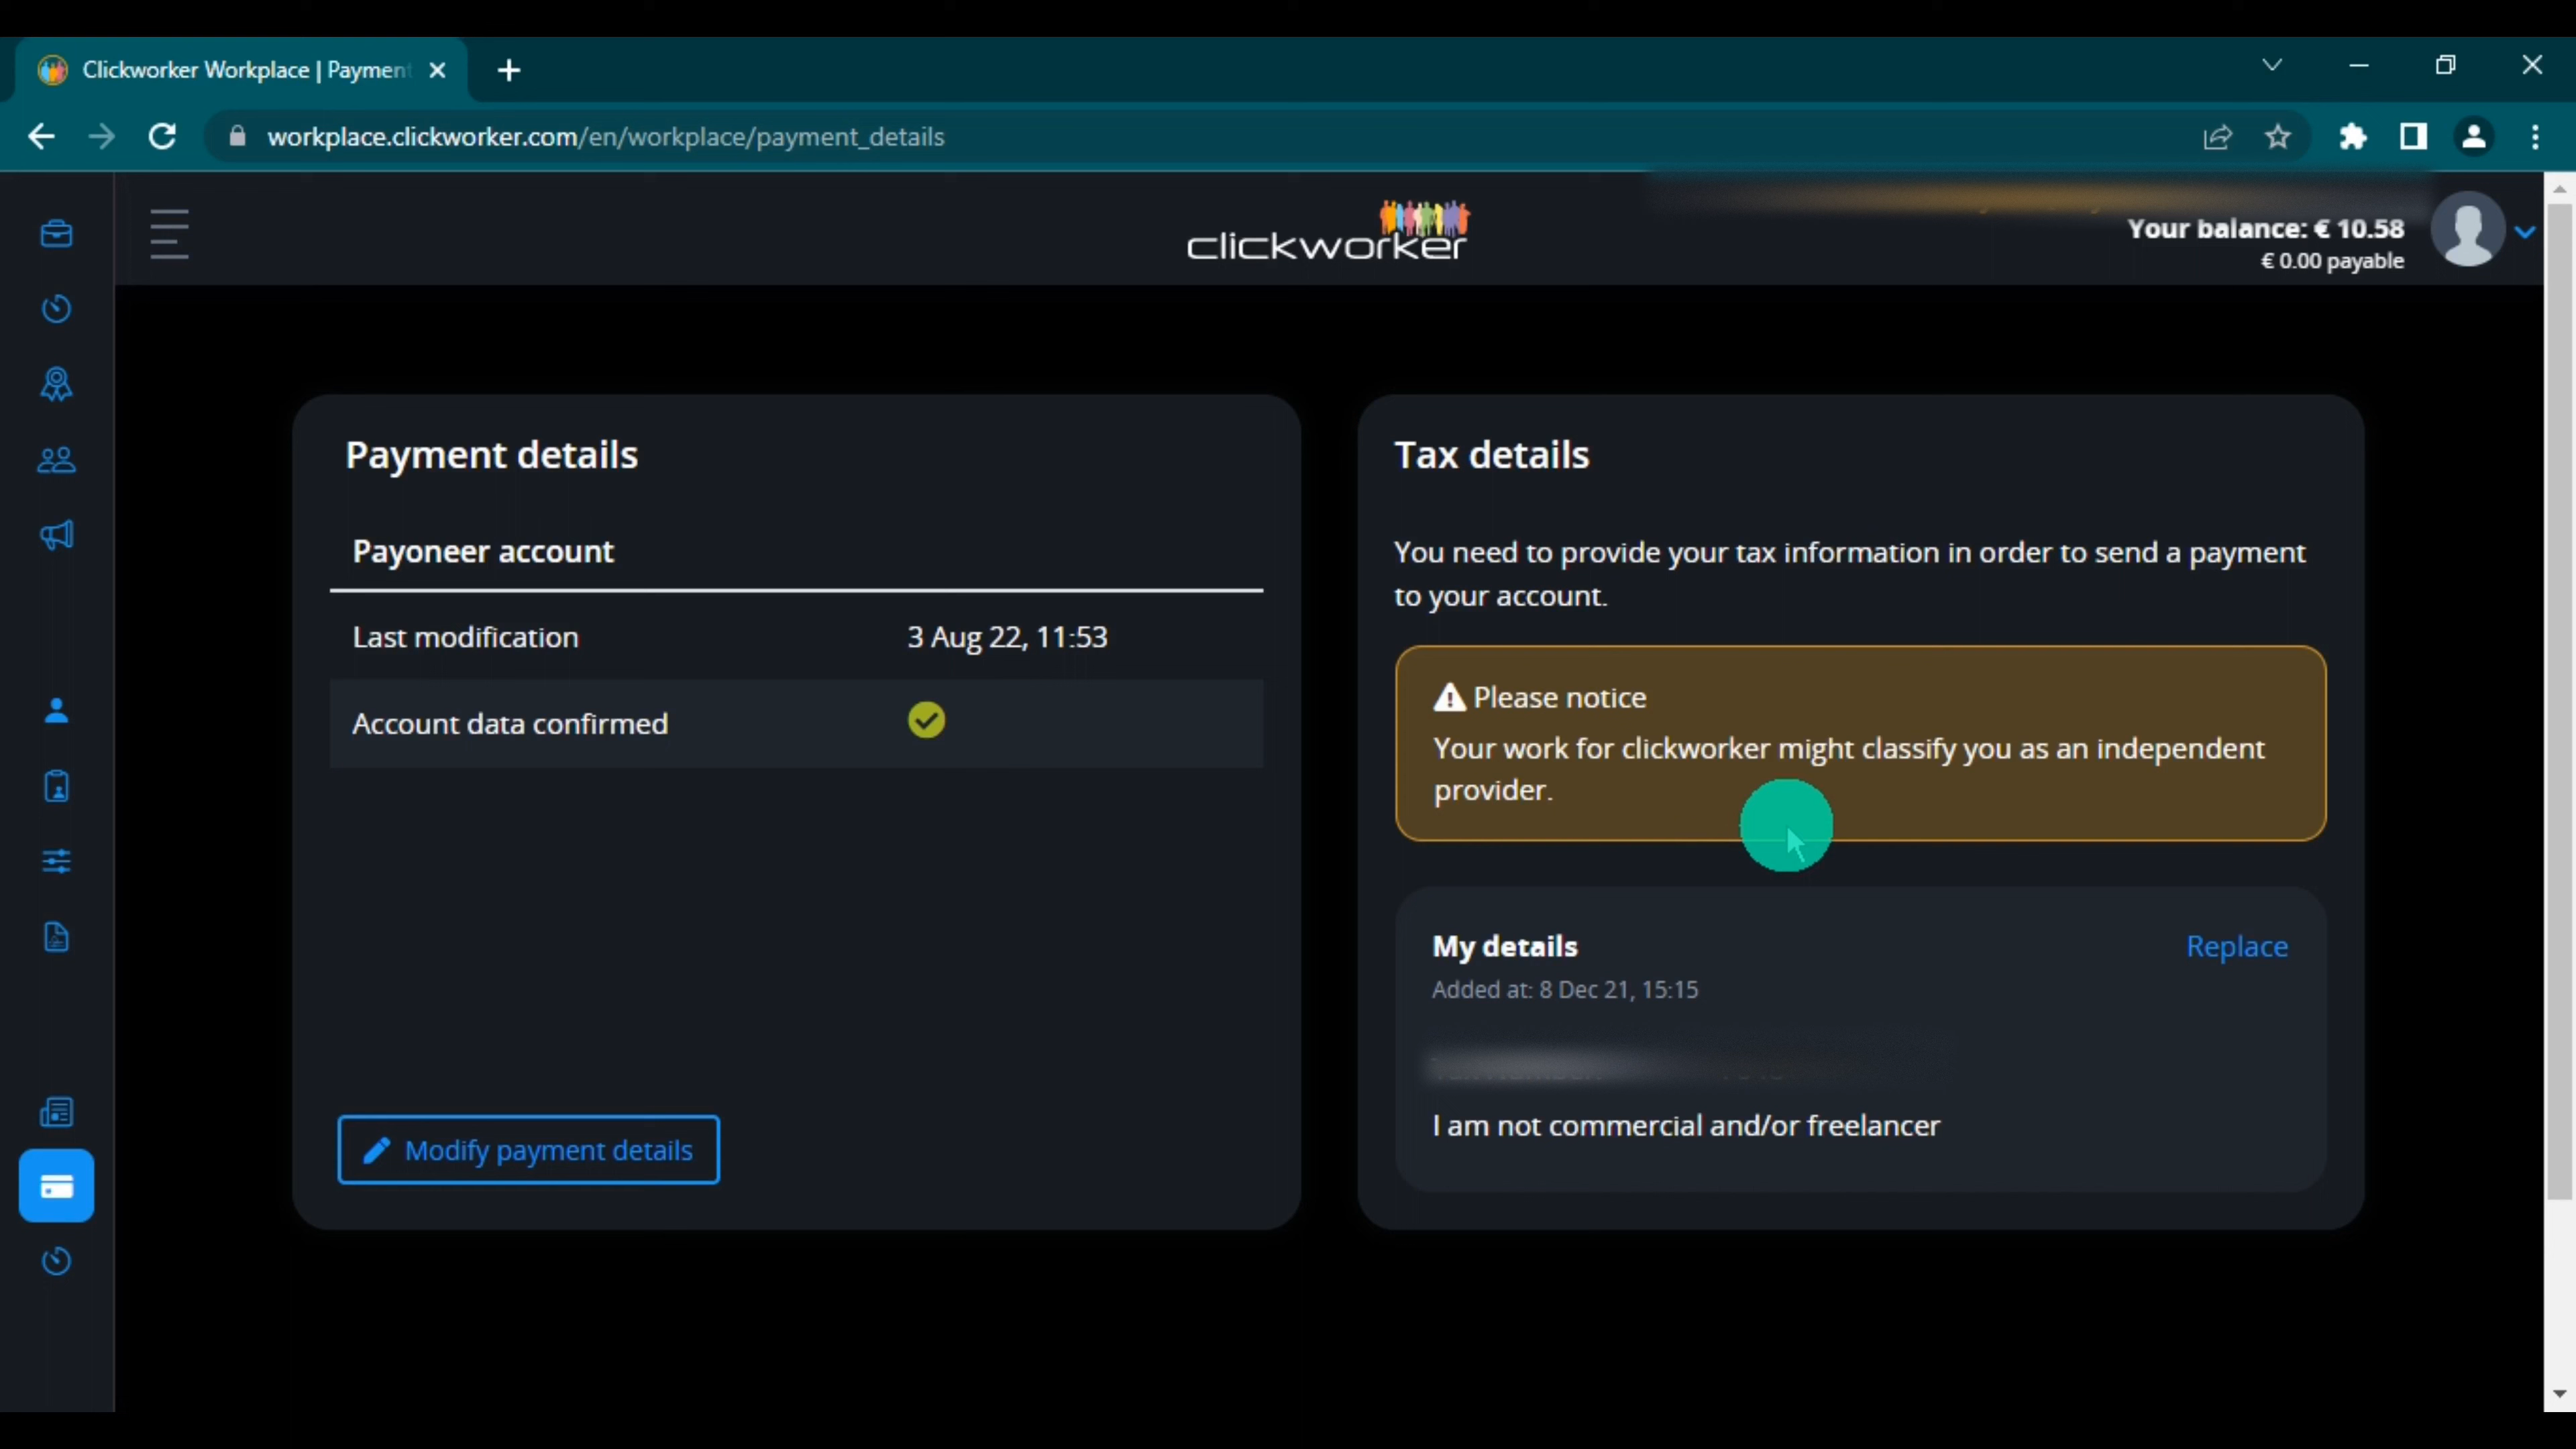 Clickworker Workplace | Payment
workplace.clickworker.com/en/workplace/payment_details
clickworker
Your balance: € 10.58
€ 0.00 payable
Payment details
Payoneer account
Last modification 3 Aug 22, 11:53
Account data confirmed
Modify payment details
Tax details
You need to provide your tax information in order to send a payment
to your account.
Please notice
Your work for clickworker might classify you as an independent
provider.
My details
Replace
Added at: 8 Dec 21, 15:15
I am not commercial and/or freelancer